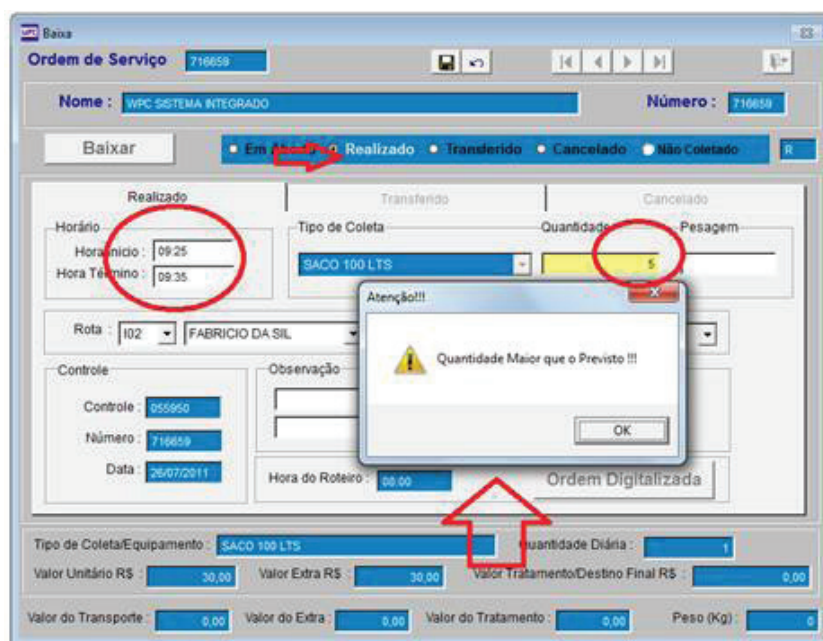 WPC Baixa
Ordem de Serviço 716659
Nome : WPC SISTEMA INTEGRADO Número : 716659
Baixar Em Realizado Transferido Cancelado Não Coletado R
Realizado Transferido Cancelado
Horário Tipo de Coleta Quantidade Pesagem
Hora Inicio : 09:25
SACO 100 LTS 5
Hora Término : 09:35
Atenção!!!
Rota : I02 FABRICIO DA SIL
Quantidade Maior que o Previsto !!!
Controle Observação
Controle : 055950
OK
Número : 716659
Data : 26/07/2011
Hora do Roteiro : 08:00 Ordem Digitalizada
Tipo de Coleta/Equipamento : SACO 100 LTS Quantidade Diária : 1
Valor Unitário R$ : 30,00 Valor Extra R$ : 30,00 Valor Tratamento/Destino Final R$ : 0,00
Valor do Transporte : 0,00 Valor do Extra : 0,00 Valor do Tratamento : 0,00 Peso (Kg) : 0